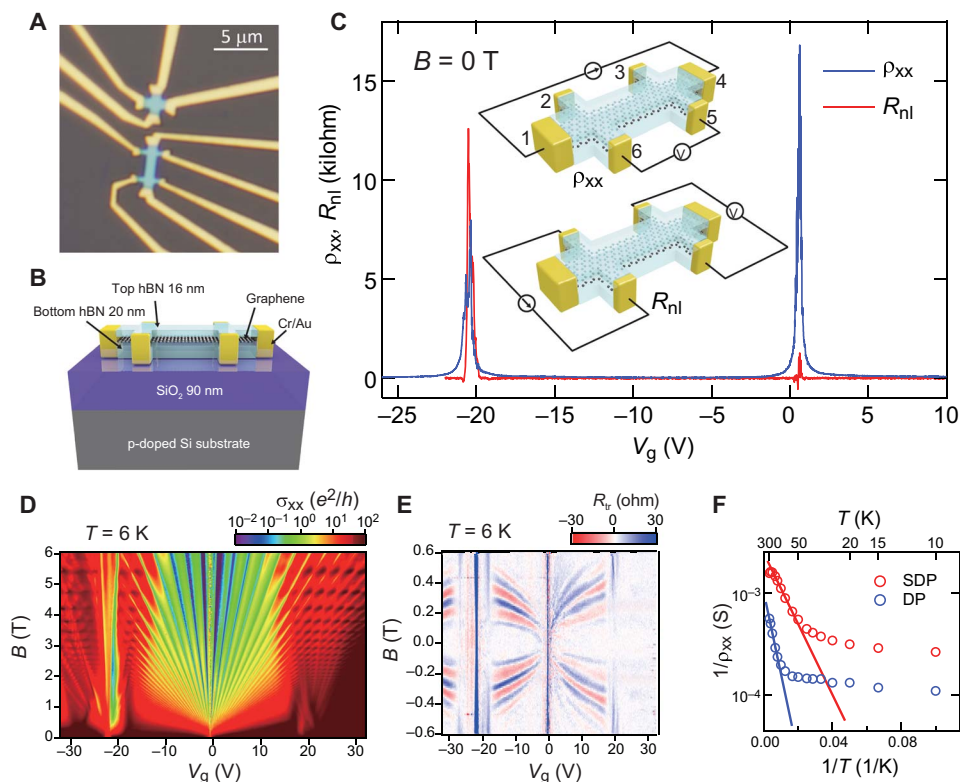 A
5 μm
B
Top hBN 16 nm
Bottom hBN 20 nm
Graphene
Cr/Au
SiO₂ 90 nm
p-doped Si substrate
C
B = 0 T
ρxx
Rnl
1
2
3
4
5
6
V
ρxx
V
Rnl
ρxx, Rnl (kilohm)
15
10
5
0
−25
−20
−15
−10
−5
0
5
10
Vg (V)
D
T = 6 K
σxx (e²/h)
10⁻²
10⁻¹
10⁰
10¹
10²
B (T)
6
5
4
3
2
1
0
−30
−20
−10
0
10
20
30
Vg (V)
E
T = 6 K
Rtr (ohm)
−30
0
30
B (T)
0.6
0.4
0.2
0.0
−0.2
−0.4
−0.6
−30
−20
−10
0
10
20
30
Vg (V)
F
T (K)
300
50
20
15
10
SDP
DP
1/ρxx (S)
10⁻³
10⁻⁴
0.00
0.04
0.08
1/T (1/K)